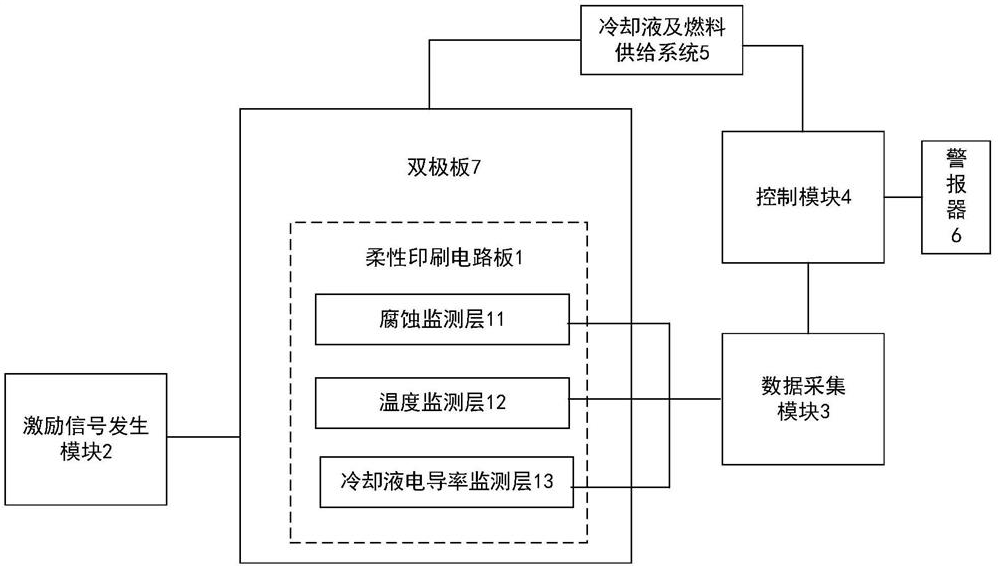 冷却液及燃料
供给系统5
双极板7
控制模块4
警
报
器
6
柔性印刷电路板1
腐蚀监测层11
温度监测层12
数据采集
模块3
激励信号发生
模块2
冷却液电导率监测层13